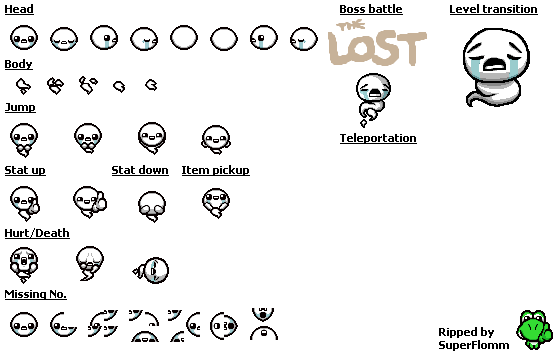 Head
Boss battle
Level transition
THE
LOST
Body
Jump
Teleportation
Stat up
Stat down
Item pickup
Hurt/Death
Missing No.
Ripped by
SuperFlomm